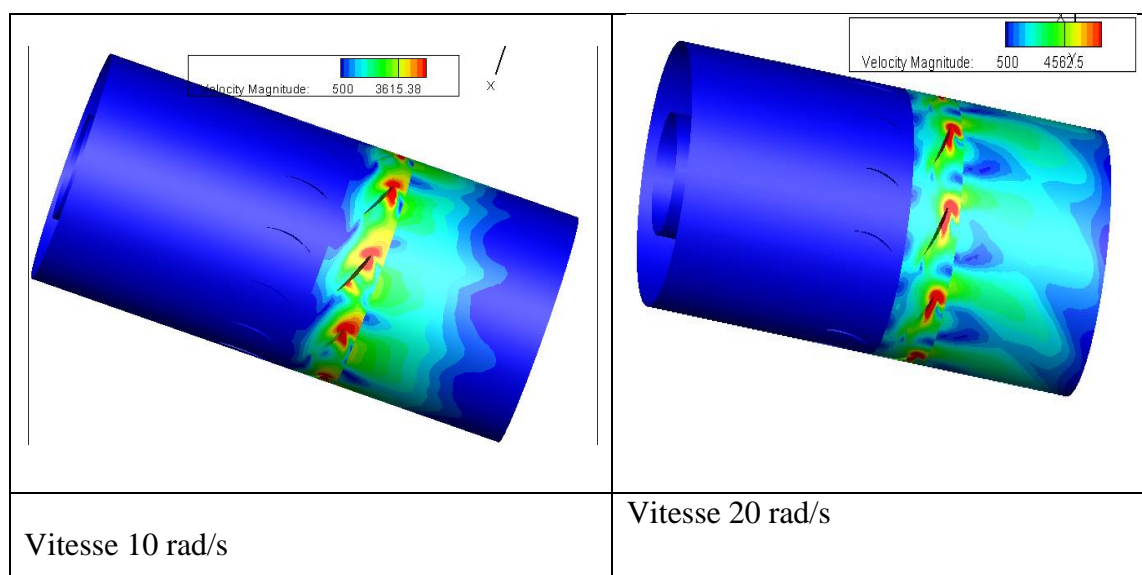 Velocity Magnitude: 500 3615.38
X
Velocity Magnitude: 500 4562.5
Y
Vitesse 10 rad/s
Vitesse 20 rad/s